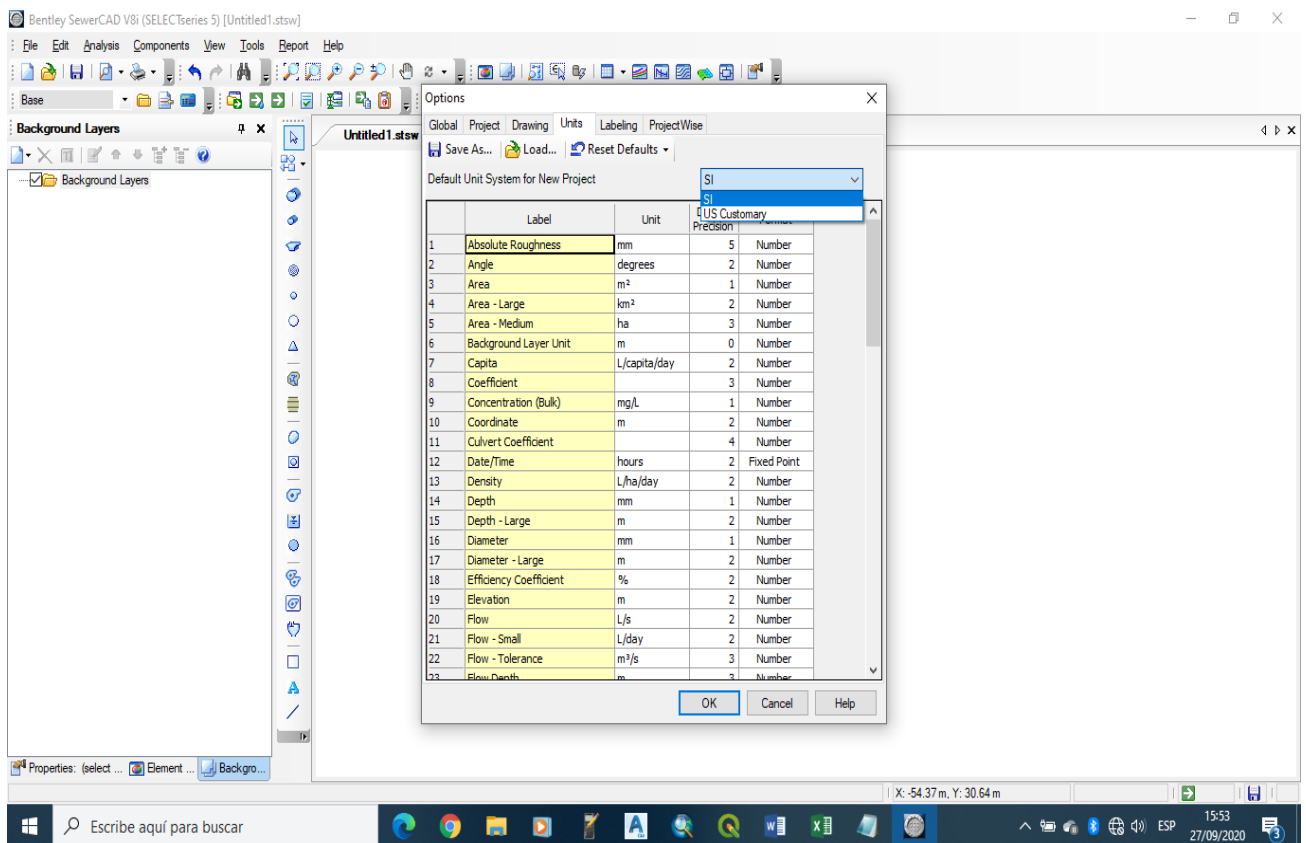 Bentley SewerCAD V8i (SELECTseries 5) [Untitled1.stsw]
File Edit Analysis Components View Tools Report Help
Base
Background Layers
Background Layers
Untitled1.stsw
Options
Global Project Drawing Units Labeling ProjectWise
Save As... Load... Reset Defaults
Default Unit System for New Project SI
SI
US Customary
Label Unit Precision
1 Absolute Roughness mm 5 Number
2 Angle degrees 2 Number
3 Area m² 1 Number
4 Area - Large km² 2 Number
5 Area - Medium ha 3 Number
6 Background Layer Unit m 0 Number
7 Capita L/capita/day 2 Number
8 Coefficient 3 Number
9 Concentration (Bulk) mg/L 1 Number
10 Coordinate m 2 Number
11 Culvert Coefficient 4 Number
12 Date/Time hours 2 Fixed Point
13 Density L/ha/day 2 Number
14 Depth mm 1 Number
15 Depth - Large m 2 Number
16 Diameter mm 1 Number
17 Diameter - Large m 2 Number
18 Efficiency Coefficient % 2 Number
19 Elevation m 2 Number
20 Flow L/s 2 Number
21 Flow - Small L/day 2 Number
22 Flow - Tolerance m³/s 3 Number
23 Flow Depth m 3 Number
OK Cancel Help
Properties: (select ... Element ... Backgro...
X: -54.37 m, Y: 30.64 m
Escribe aquí para buscar
ESP
15:53
27/09/2020
3